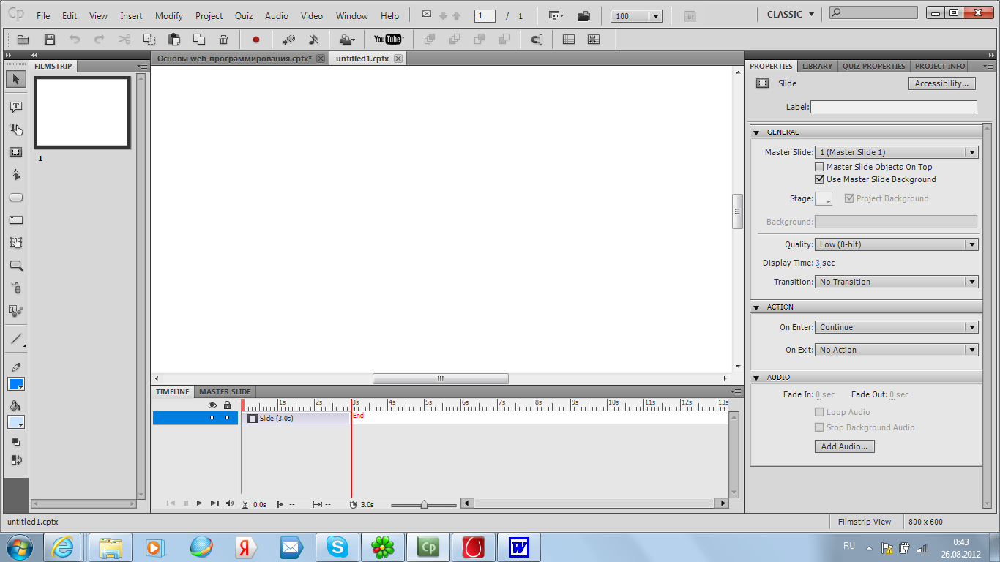 Cp File Edit View Insert Modify Project Quiz Audio Video Window Help 1 / 1 100 Br CLASSIC
You Tube
Основы web-программирования.cptx* untitled1.cptx
FILMSTRIP
1
PROPERTIES LIBRARY QUIZ PROPERTIES PROJECT INFO
Slide Accessibility...
Label:
GENERAL
Master Slide: 1 (Master Slide 1)
Master Slide Objects On Top
Use Master Slide Background
Stage: Project Background
Background:
Quality: Low (8-bit)
Display Time: 3 sec
Transition: No Transition
ACTION
On Enter: Continue
On Exit: No Action
AUDIO
Fade In: 0 sec Fade Out: 0 sec
Loop Audio
Stop Background Audio
Add Audio...
TIMELINE MASTER SLIDE
1s 2s 3s 4s 5s 6s 7s 8s 9s 10s 11s 12s 13s
Slide (3.0s) End
0.0s -- -- 3.0s
untitled1.cptx Filmstrip View 800 x 600
Я S Cp W RU 0:43
26.08.2012